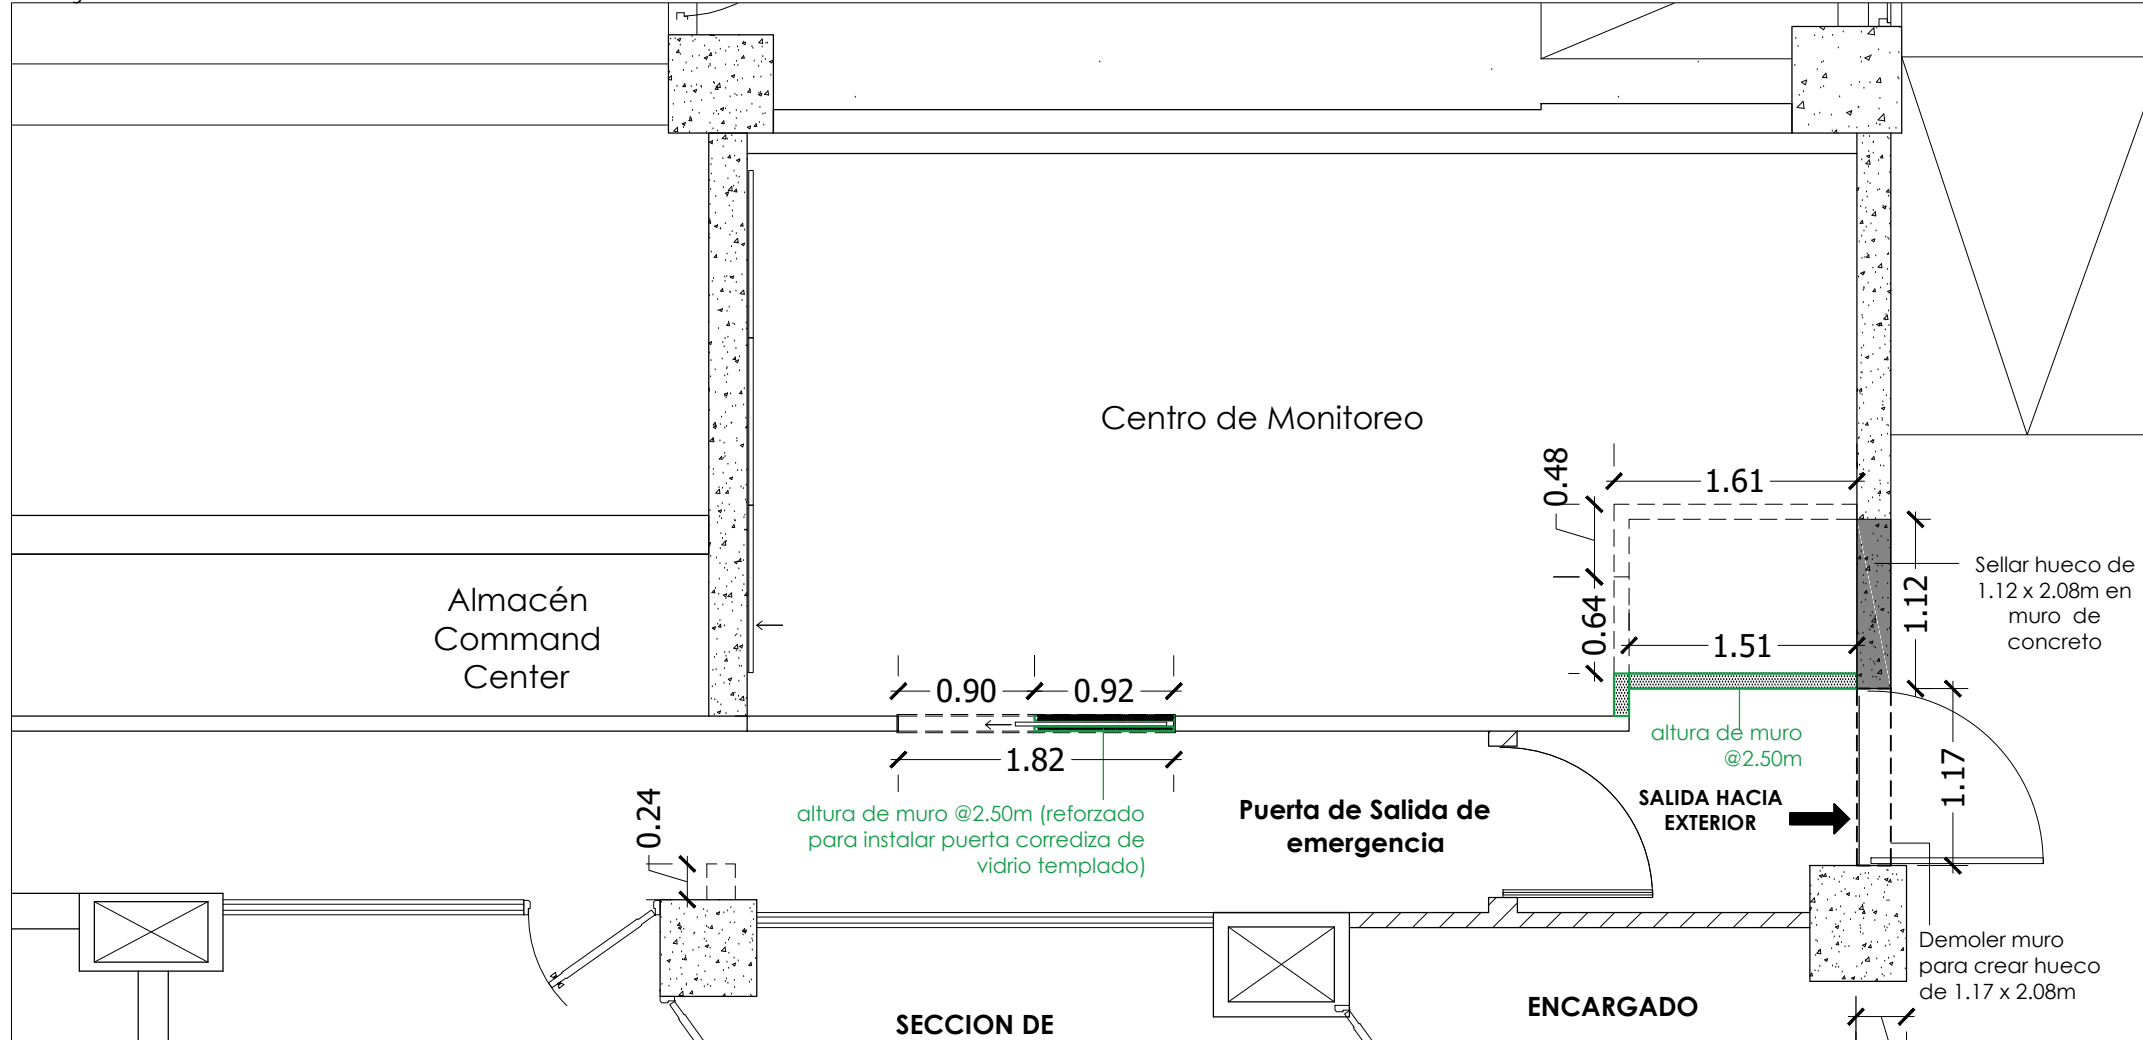 Centro de Monitoreo
0.48
1.61
Almacén
Command
Center
0.64
1.51
1.12
Sellar hueco de
1.12 x 2.08m en
muro de
concreto
0.90
0.92
1.82
altura de muro
@2.50m
1.17
0.24
altura de muro @2.50m (reforzado
para instalar puerta corrediza de
vidrio templado)
Puerta de Salida de
emergencia
SALIDA HACIA
EXTERIOR
Demoler muro
para crear hueco
de 1.17 x 2.08m
SECCION DE
ENCARGADO